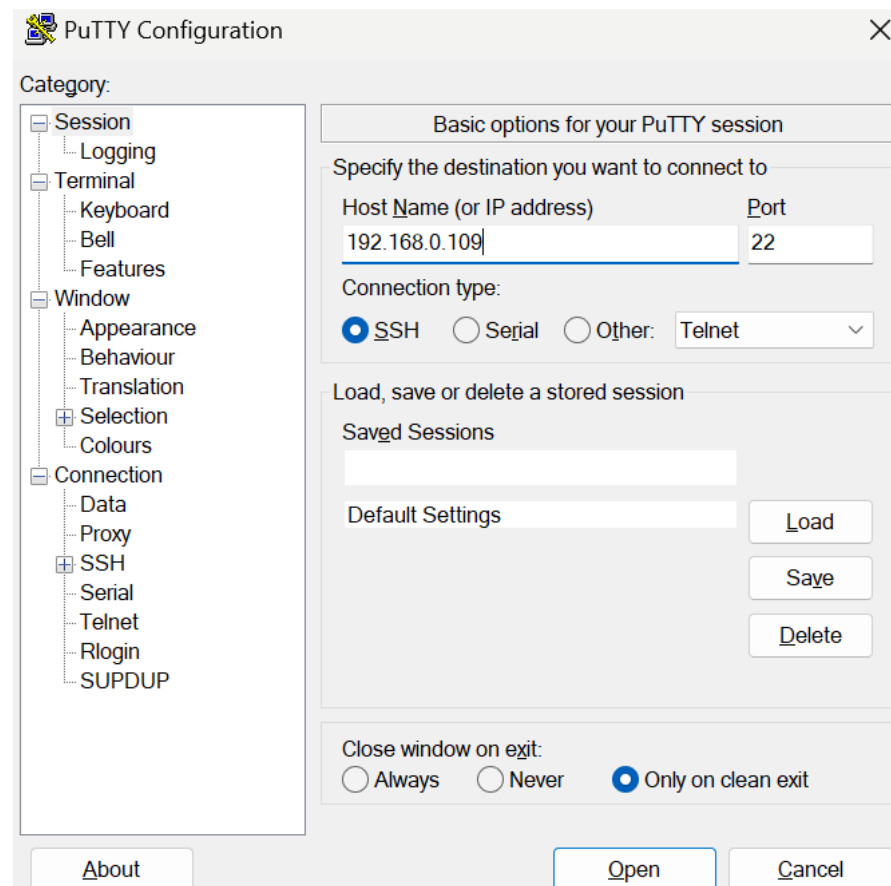 PuTTY Configuration
Category:
Session
Logging
Terminal
Keyboard
Bell
Features
Window
Appearance
Behaviour
Translation
Selection
Colours
Connection
Data
Proxy
SSH
Serial
Telnet
Rlogin
SUPDUP
Basic options for your PuTTY session
Specify the destination you want to connect to
Host Name (or IP address) Port
192.168.0.109 22
Connection type:
SSH Serial Other: Telnet
Load, save or delete a stored session
Saved Sessions
Default Settings
Load
Save
Delete
Close window on exit:
Always Never Only on clean exit
About Open Cancel